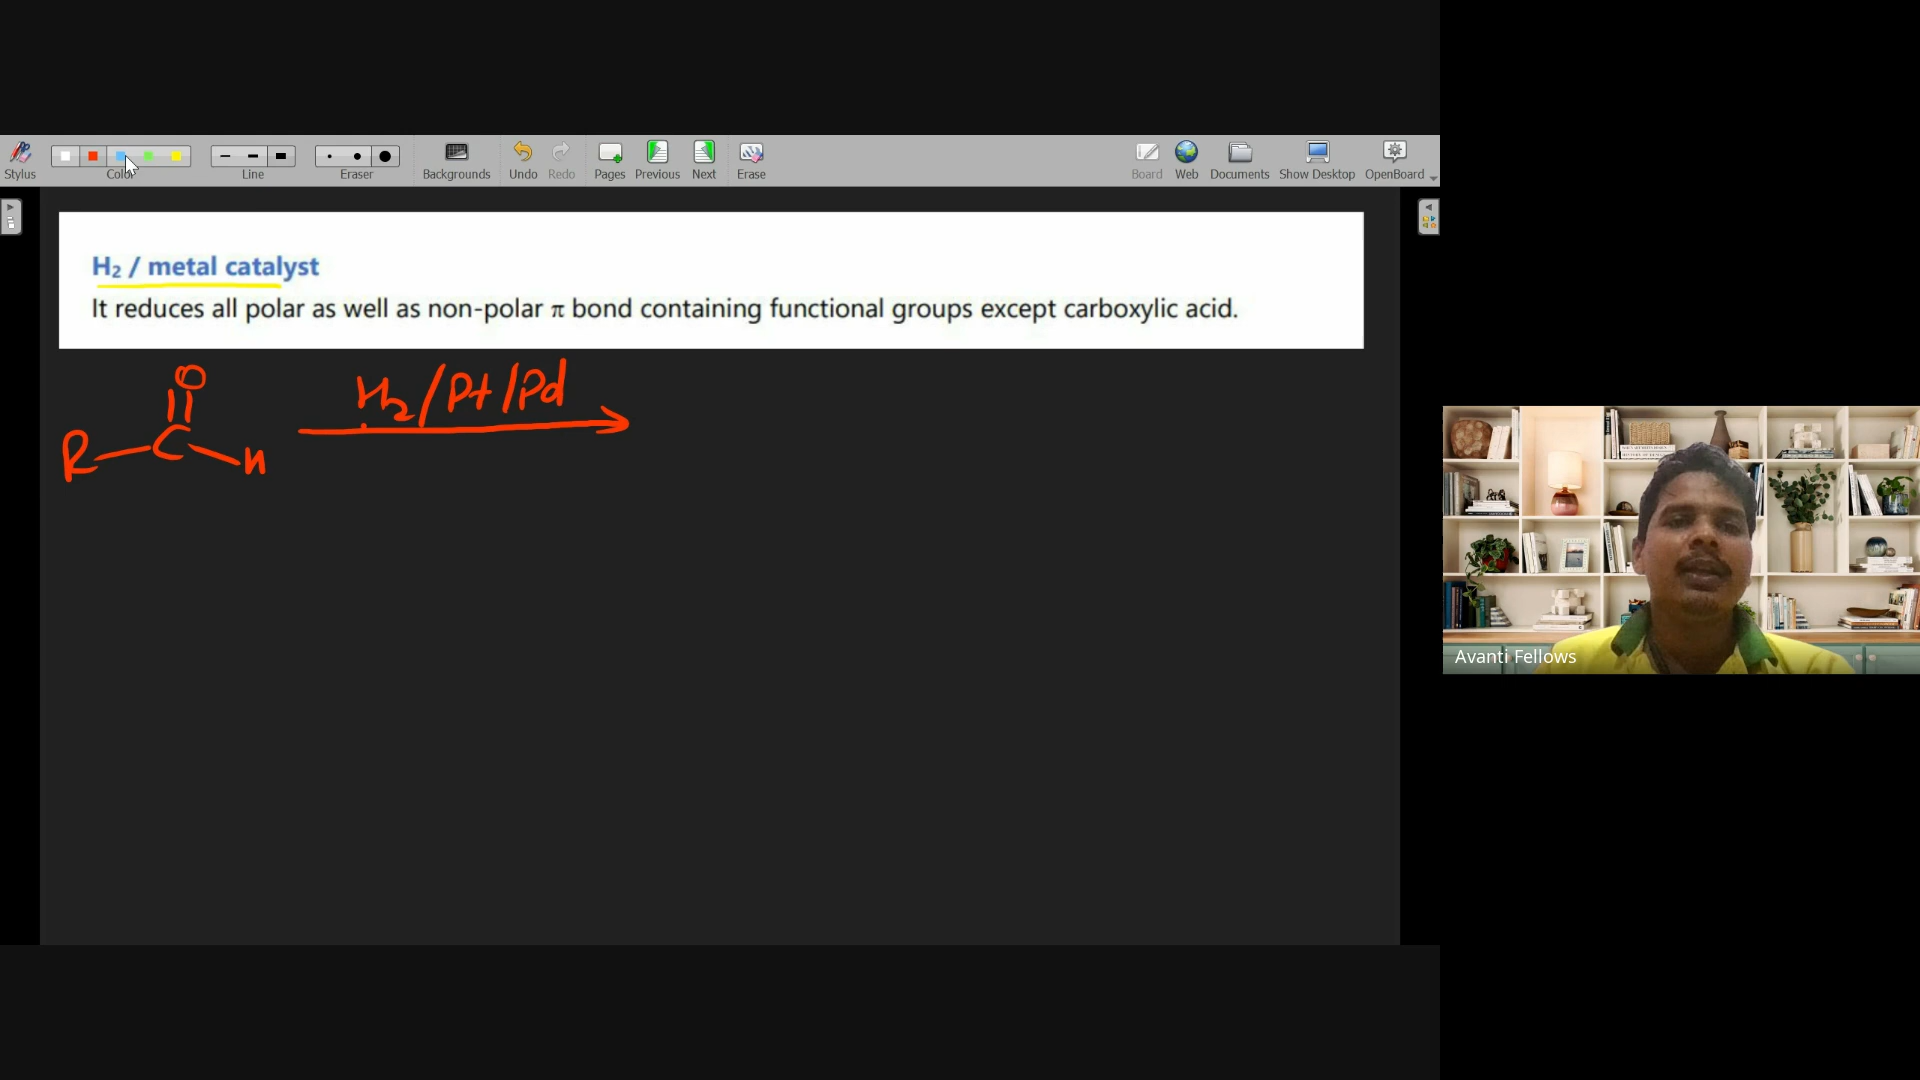 Stylus Color Line Eraser Backgrounds Undo Redo Pages Previous Next Erase Board Web Documents Show Desktop OpenBoard
H₂ / metal catalyst
It reduces all polar as well as non-polar π bond containing functional groups except carboxylic acid.
O
H₂/Pt/Pd
R C H
Avanti Fellows